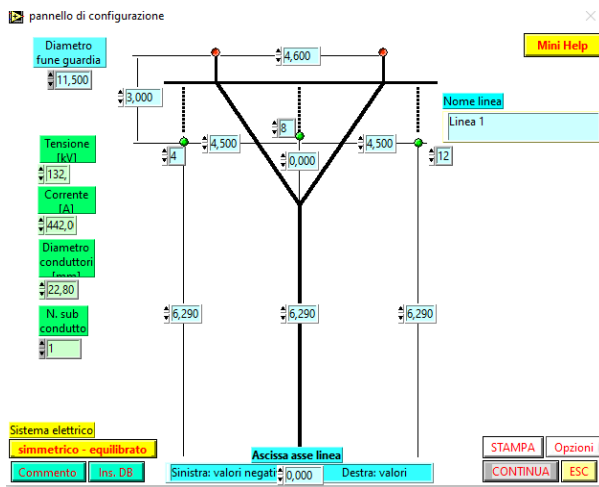 pannello di configurazione
Diametro
fune guardia
11,500
4,600
Mini Help
3,000
Nome linea
Linea 1
8
4
4,500
0,000
4,500
12
Tensione
[kV]
132,
Corrente
[A]
442,0
Diametro
conduttori
[mm]
22,80
N. sub
condutto
1
6,290
6,290
6,290
Sistema elettrico
simmetrico - equilibrato
Commento
Ins. DB
Ascissa asse linea
Sinistra: valori negati
0,000
Destra: valori
STAMPA
Opzioni
CONTINUA
ESC